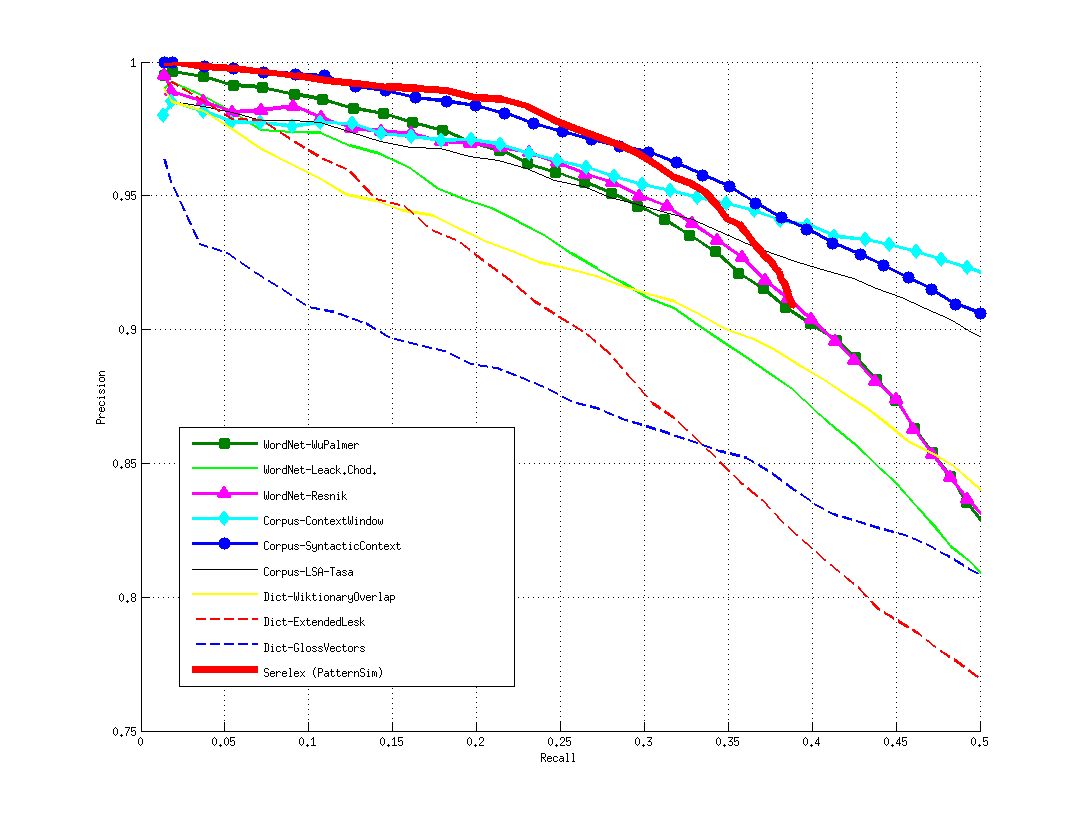 1
0.95
0.9
0.85
0.8
0.75
Precision
WordNet-WuPalmer
WordNet-Leack.Chod.
WordNet-Resnik
Corpus-ContextWindow
Corpus-SyntacticContext
Corpus-LSA-Tasa
Dict-WiktionaryOverlap
Dict-ExtendedLesk
Dict-GlossVectors
Serelex (PatternSim)
0 0.05 0.1 0.15 0.2 0.25 0.3 0.35 0.4 0.45 0.5
Recall